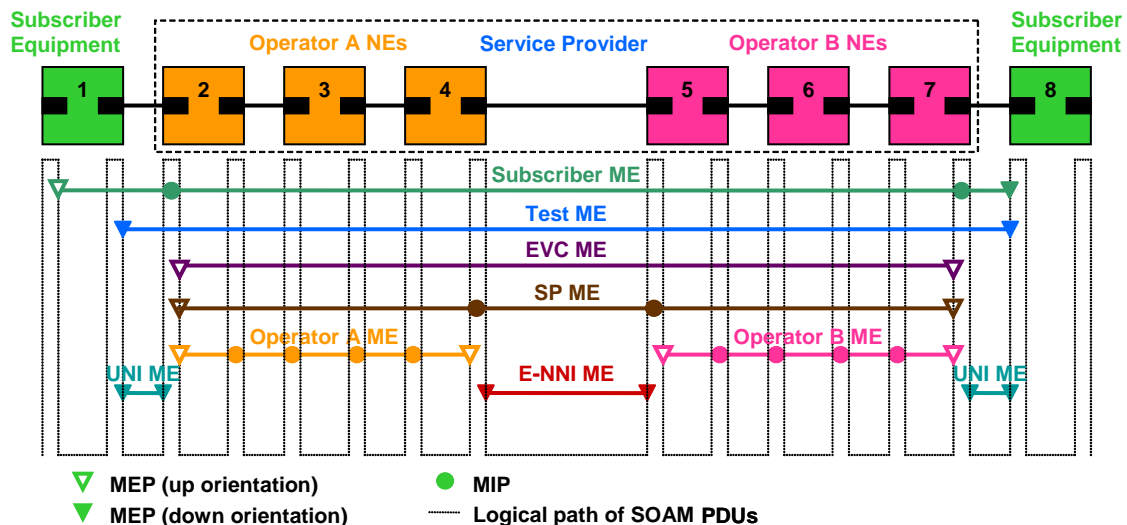 Subscriber
Equipment
Operator A NEs
Service Provider
Operator B NEs
Subscriber
Equipment
1
2
3
4
5
6
7
8
Subscriber ME
Test ME
EVC ME
SP ME
Operator A ME
Operator B ME
UNI ME
E-NNI ME
UNI ME
MEP (up orientation)
MIP
MEP (down orientation)
Logical path of SOAM PDUs